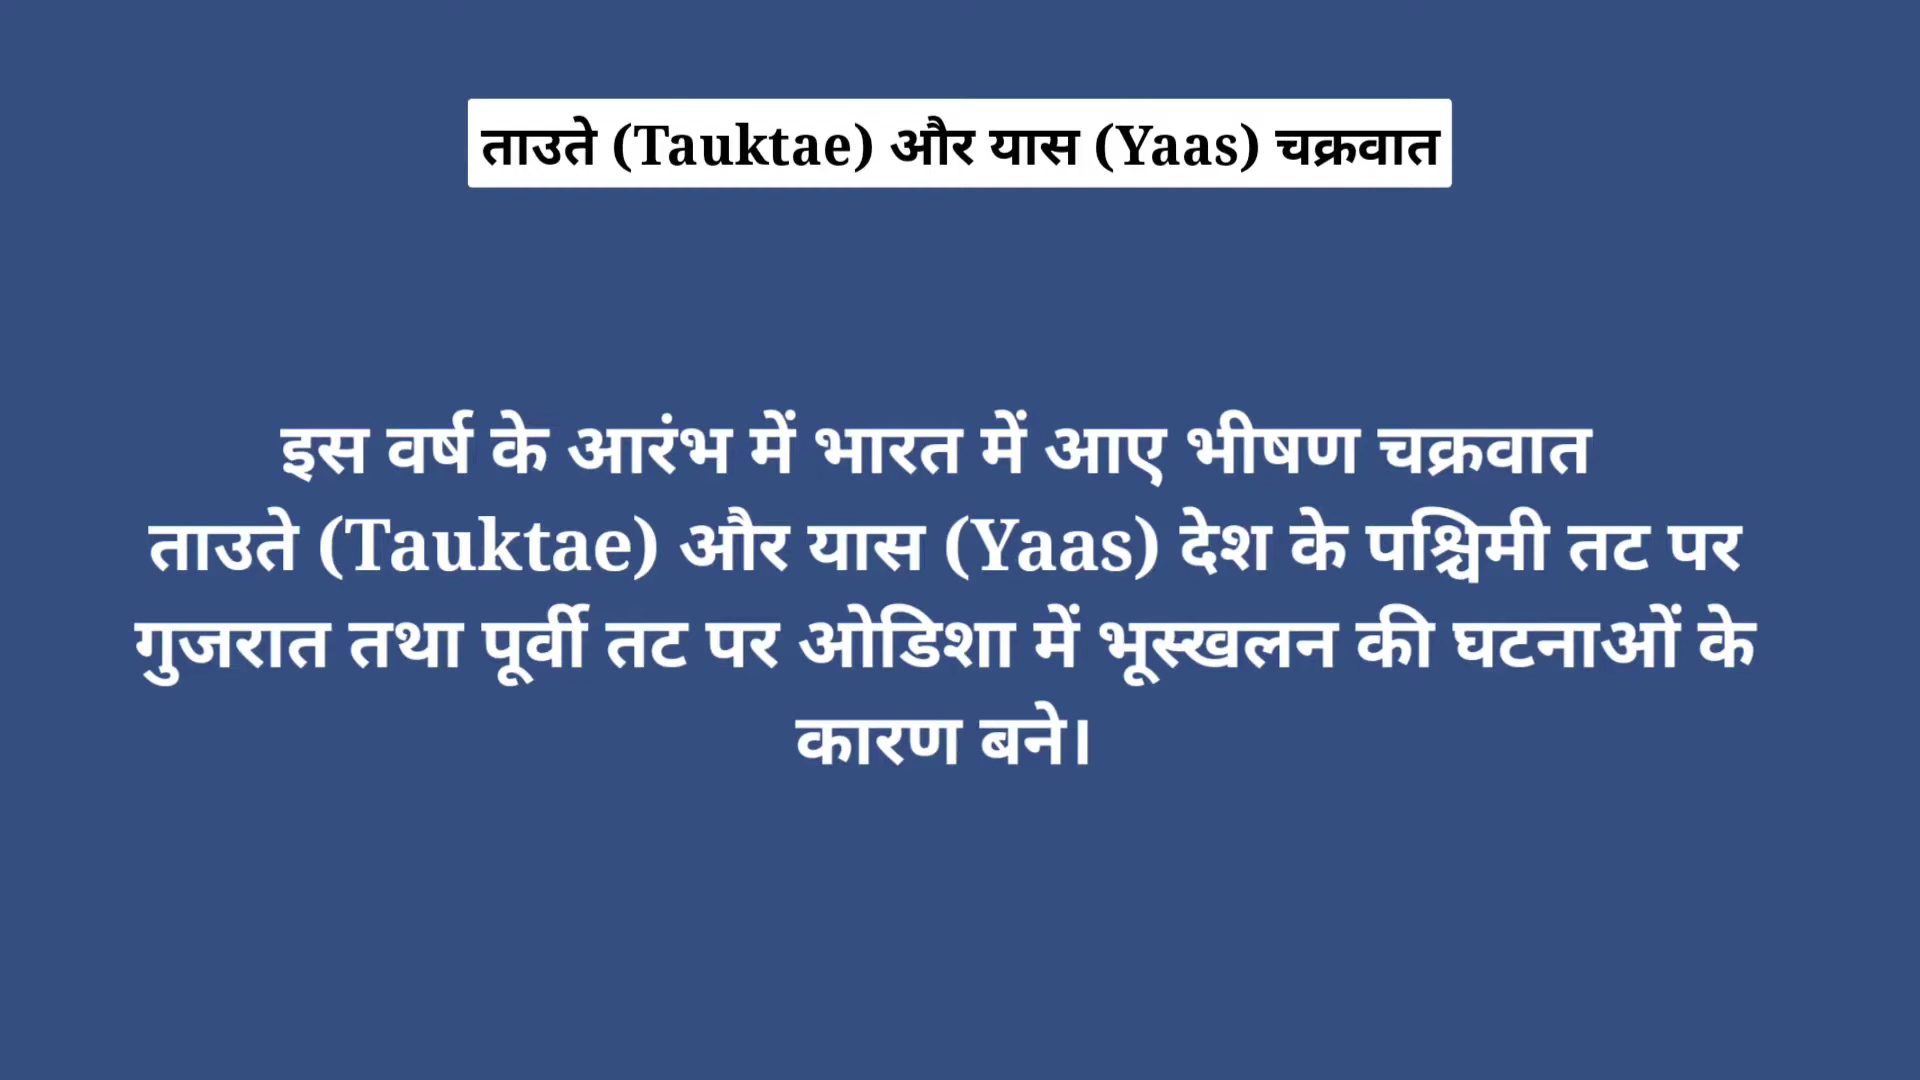 ताउते (Tauktae) और यास (Yaas) चक्रवात
इस वर्ष के आरंभ में भारत में आए भीषण चक्रवात
ताउते (Tauktae) और यास (Yaas) देश के पश्चिमी तट पर
गुजरात तथा पूर्वी तट पर ओडिशा में भूस्खलन की घटनाओं के
कारण बने।